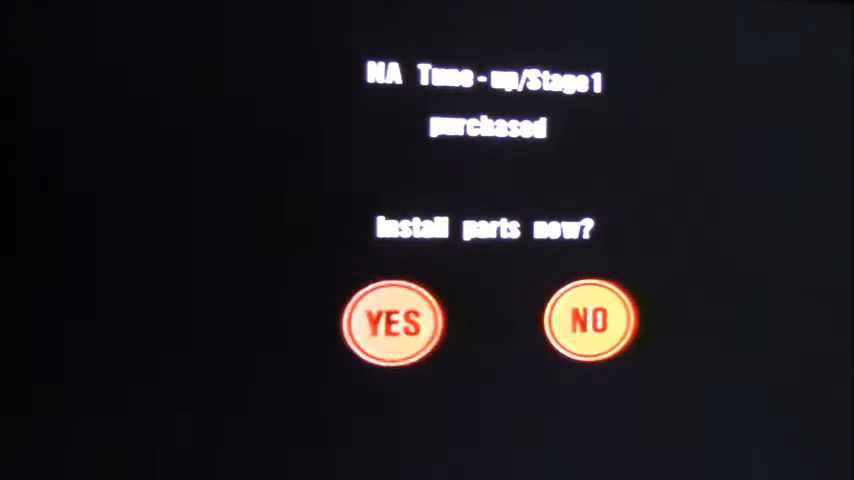 NA Tune-up/Stage1
purchased
Install parts now?
YES NO